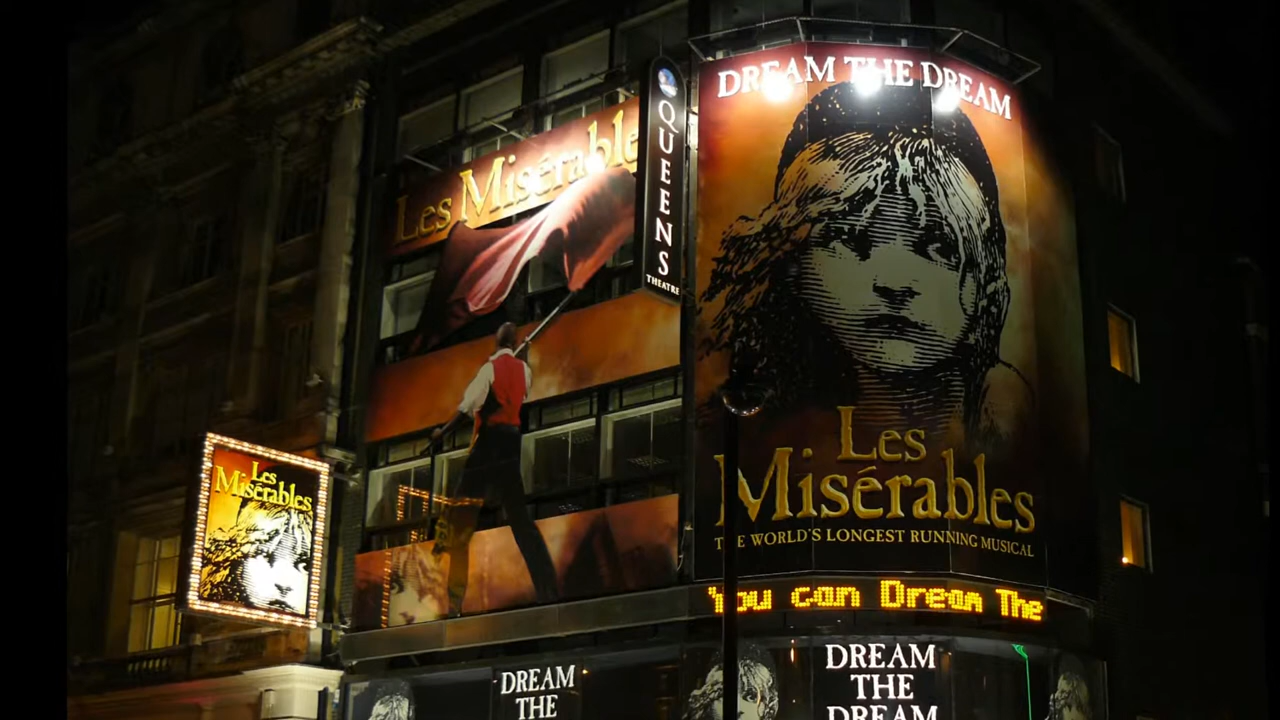 Les Misérables
QUEENS
THEATRE
DREAM THE DREAM
Les
Misérables
THE WORLD'S LONGEST RUNNING MUSICAL
You can Dream The
Les
Misérables
DREAM
THE
DREAM
THE
DREAM